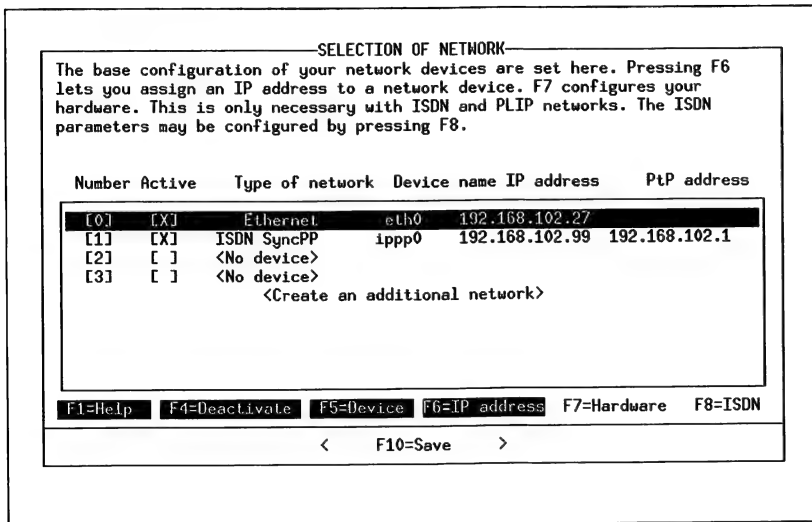 SELECTION OF NETWORK
The base configuration of your network devices are set here. Pressing F6
lets you assign an IP address to a network device. F7 configures your
hardware. This is only necessary with ISDN and PLIP networks. The ISDN
parameters may be configured by pressing F8.
Number Active Type of network Device name IP address PtP address
[0] [X] Ethernet eth0 192.168.102.27
[1] [X] ISDN SyncPP ippp0 192.168.102.99 192.168.102.1
[2] [ ] <No device>
[3] [ ] <No device>
<Create an additional network>
F1=Help F4=Deactivate F5=Device F6=IP address F7=Hardware F8=ISDN
< F10=Save >